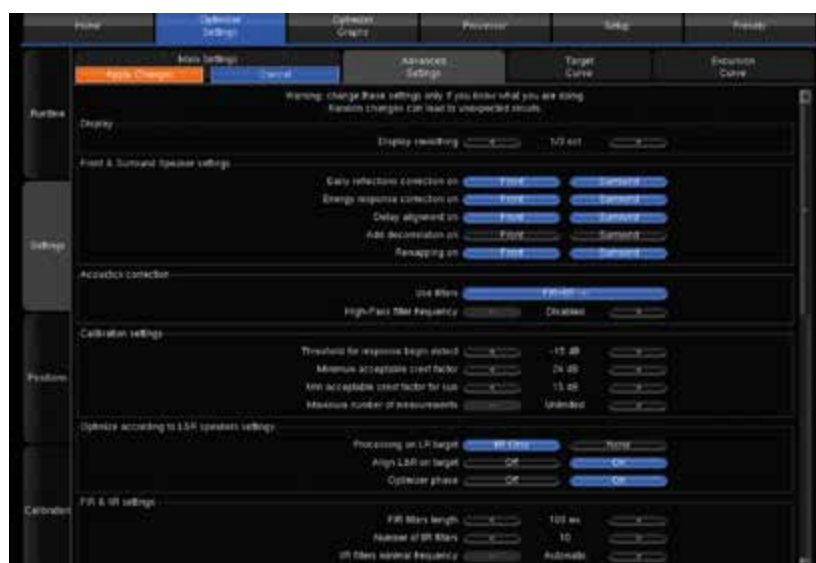 Home Optimizer Settings Optimizer Graphs Processor Setup Presets
Main Settings Advanced Settings Target Curve Excursion Curve
Apply Changes Cancel
Warning: change these settings only if you know what you are doing.
Random changes can lead to unexpected results.
Runtime
Display
Display smoothing 1/3 oct
Front & Surround Speaker settings
Early reflections correction on Front Surround
Energy response correction on Front Surround
Delay alignment on Front Surround
Settings
Add decorrelation on Front Surround
Remapping on Front Surround
Acoustics correction
Use filters FIR+IIR
High-Pass filter frequency Disabled
Calibration settings
Threshold for response begin detect -15 dB
Positions
Minimum acceptable crest factor 24 dB
Min acceptable crest factor for sub 15 dB
Maximum number of measurements Unlimited
Optimize according to L&R speakers settings
Processing on LR target None
Align L&R on target Off On
Optimizer phase Off On
Calibration
FIR & IIR settings
FIR filters length 100 ms
Number of IIR filters 10
IIR filters minimal frequency Automatic